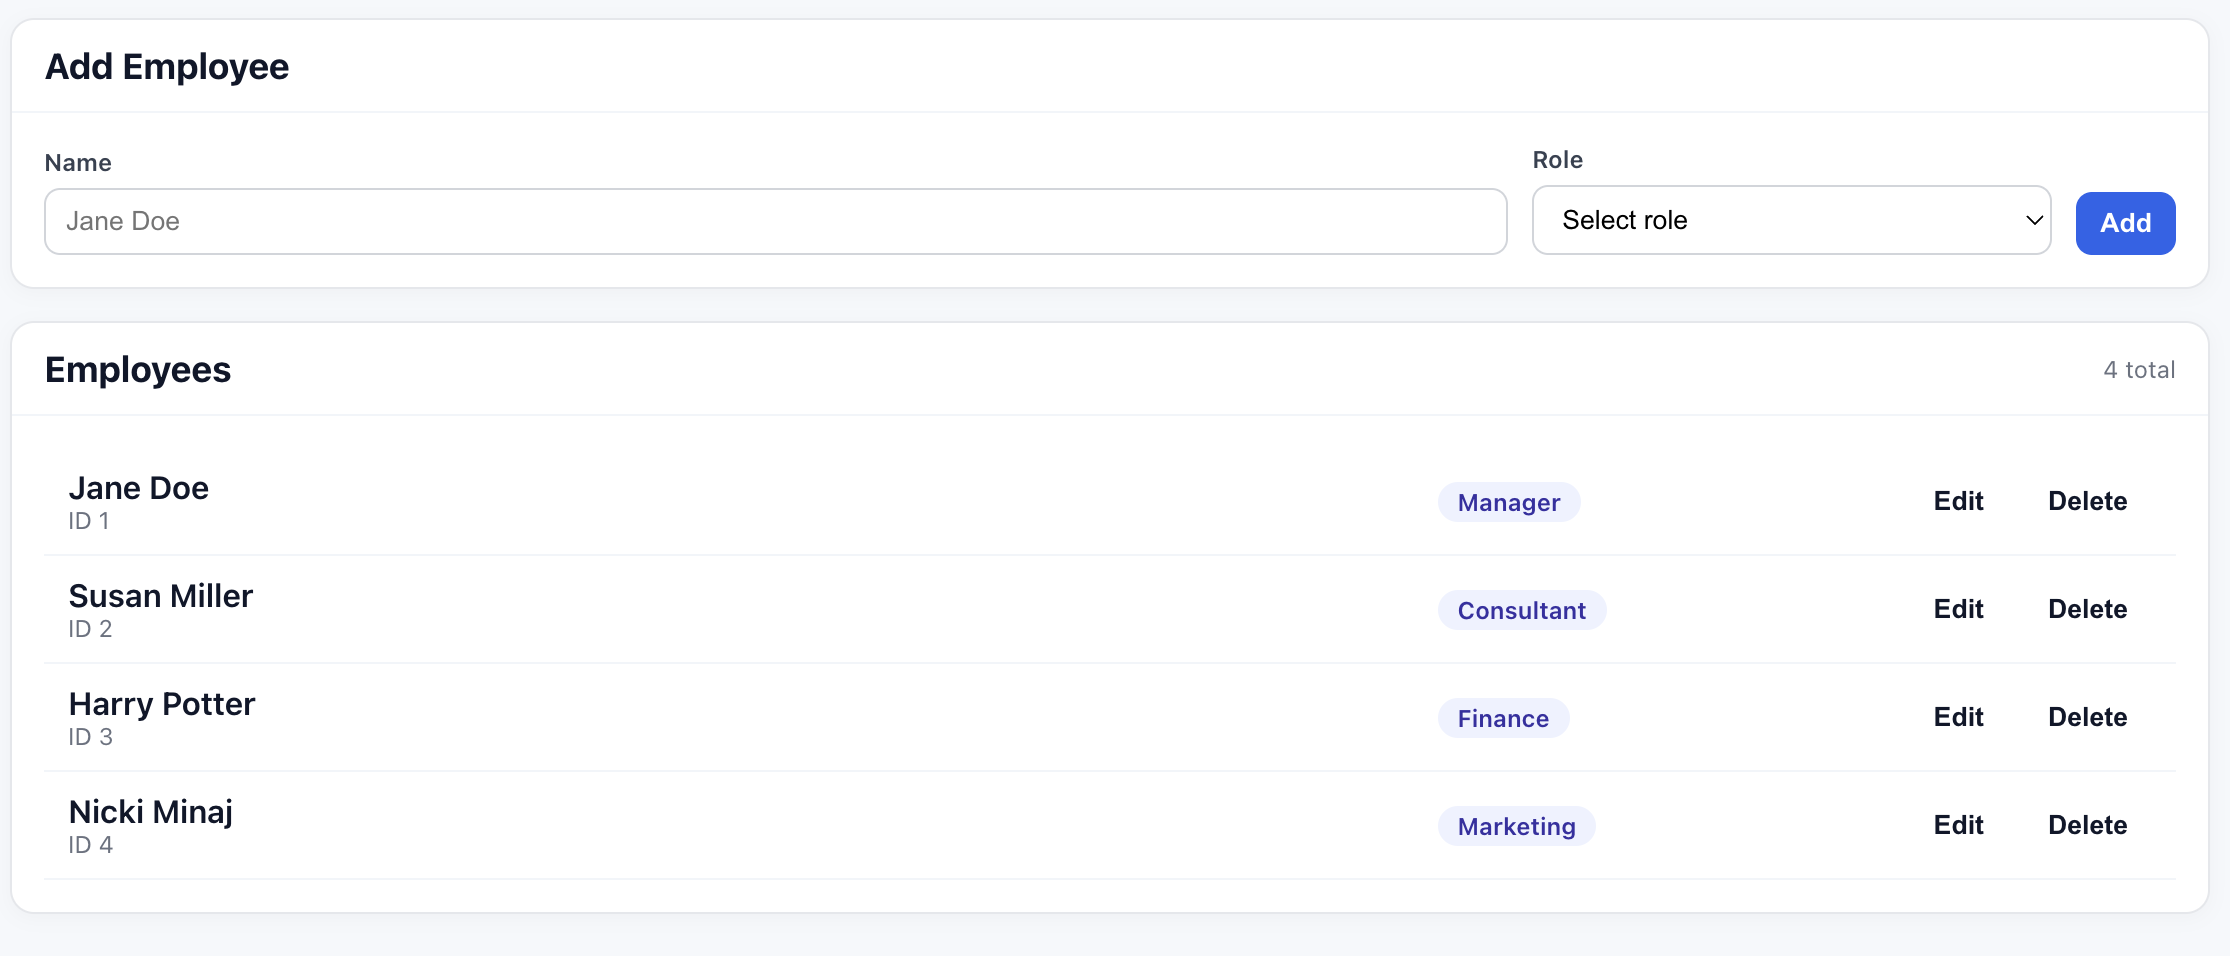 Add Employee
Name
Role
Jane Doe
Select role
Add
Employees
4 total
Jane Doe
ID 1
Manager
Edit
Delete
Susan Miller
ID 2
Consultant
Edit
Delete
Harry Potter
ID 3
Finance
Edit
Delete
Nicki Minaj
ID 4
Marketing
Edit
Delete